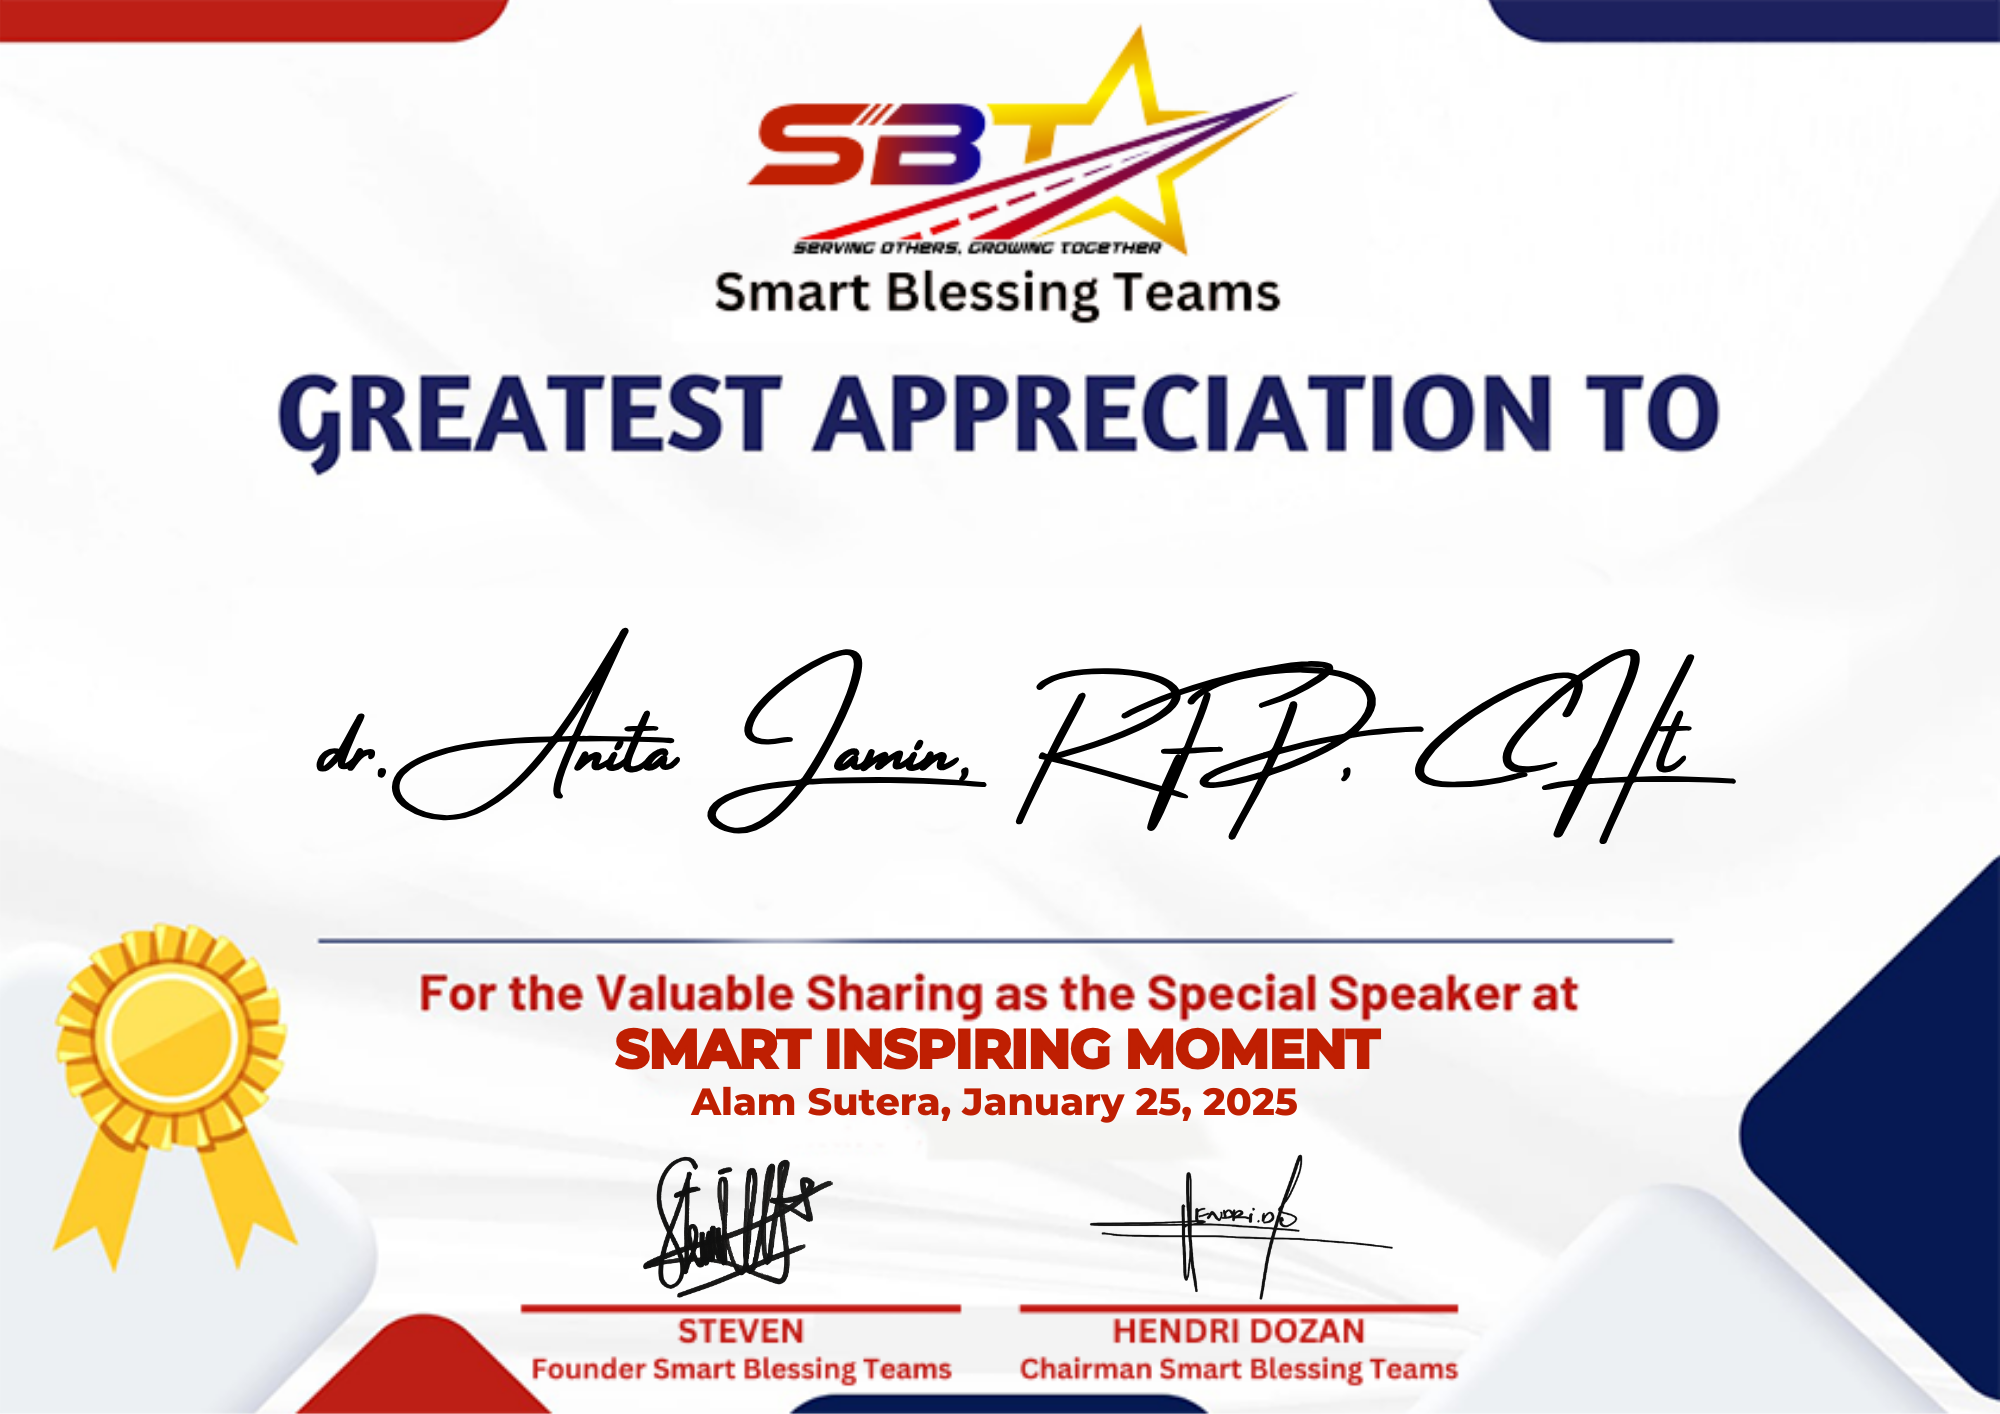 SBT
SERVING OTHERS, GROWING TOGETHER
Smart Blessing Teams
GREATEST APPRECIATION TO
dr. Anita Jamin, RFP, CHt
For the Valuable Sharing as the Special Speaker at
SMART INSPIRING MOMENT
Alam Sutera, January 25, 2025
HENDRI.DS
STEVEN
Founder Smart Blessing Teams
HENDRI DOZAN
Chairman Smart Blessing Teams